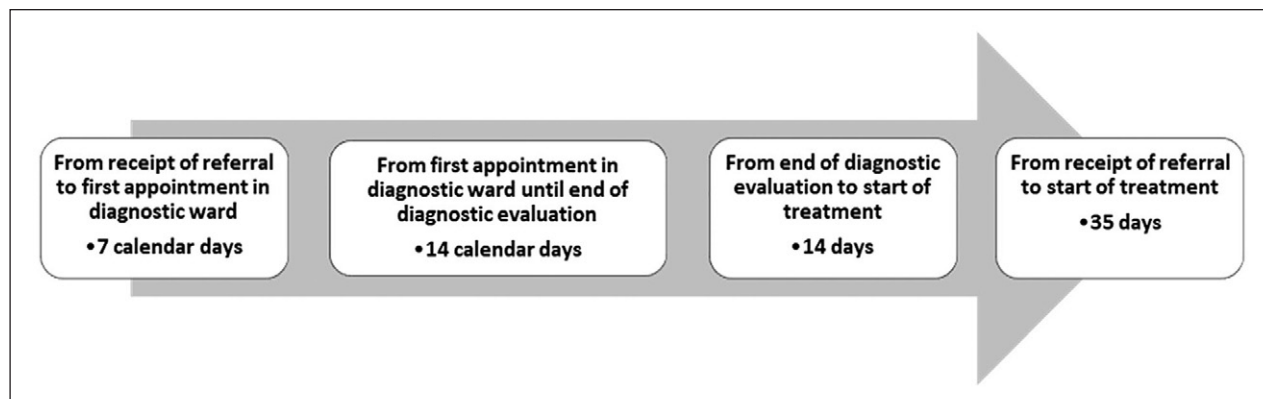 From receipt of referral
to first appointment in
diagnostic ward
•7 calendar days
From first appointment in
diagnostic ward until end of
diagnostic evaluation
•14 calendar days
From end of diagnostic
evaluation to start of
treatment
•14 days
From receipt of referral
to start of treatment
•35 days